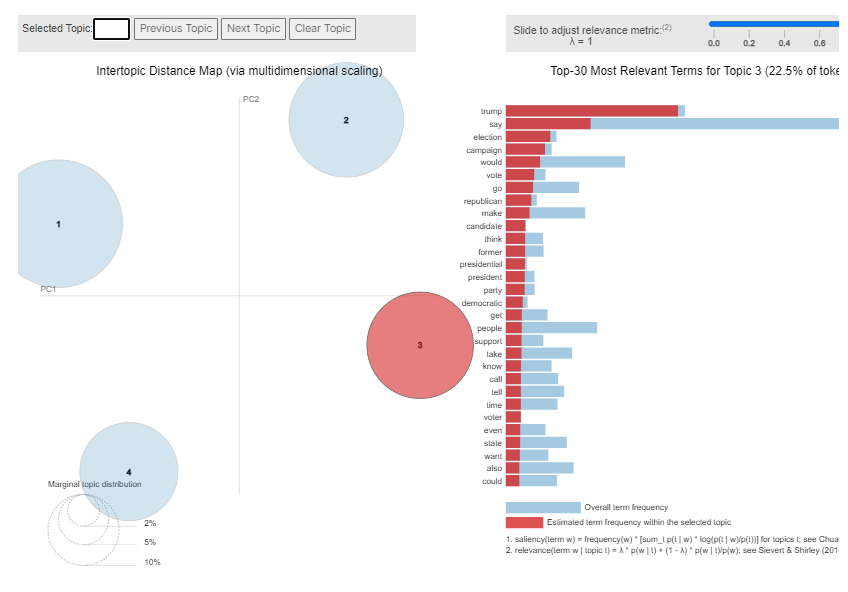 Selected Topic: Previous Topic Next Topic Clear Topic
Slide to adjust relevance metric:(2)
λ = 1
0.0 0.2 0.4 0.6
Intertopic Distance Map (via multidimensional scaling)
PC2
PC1
1
2
3
4
Marginal topic distribution
2%
5%
10%
Top-30 Most Relevant Terms for Topic 3 (22.5% of toke
trump
say
election
campaign
would
vote
go
republican
make
candidate
think
former
presidential
president
party
democratic
get
people
support
take
know
call
tell
time
voter
even
state
want
also
could
Overall term frequency
Estimated term frequency within the selected topic
1. saliency(term w) = frequency(w) * [sum_t p(t | w) * log(p(t | w)/p(t))] for topics t; see Chua
2. relevance(term w | topic t) = λ * p(w | t) + (1 - λ) * p(w | t)/p(w); see Sievert & Shirley (201